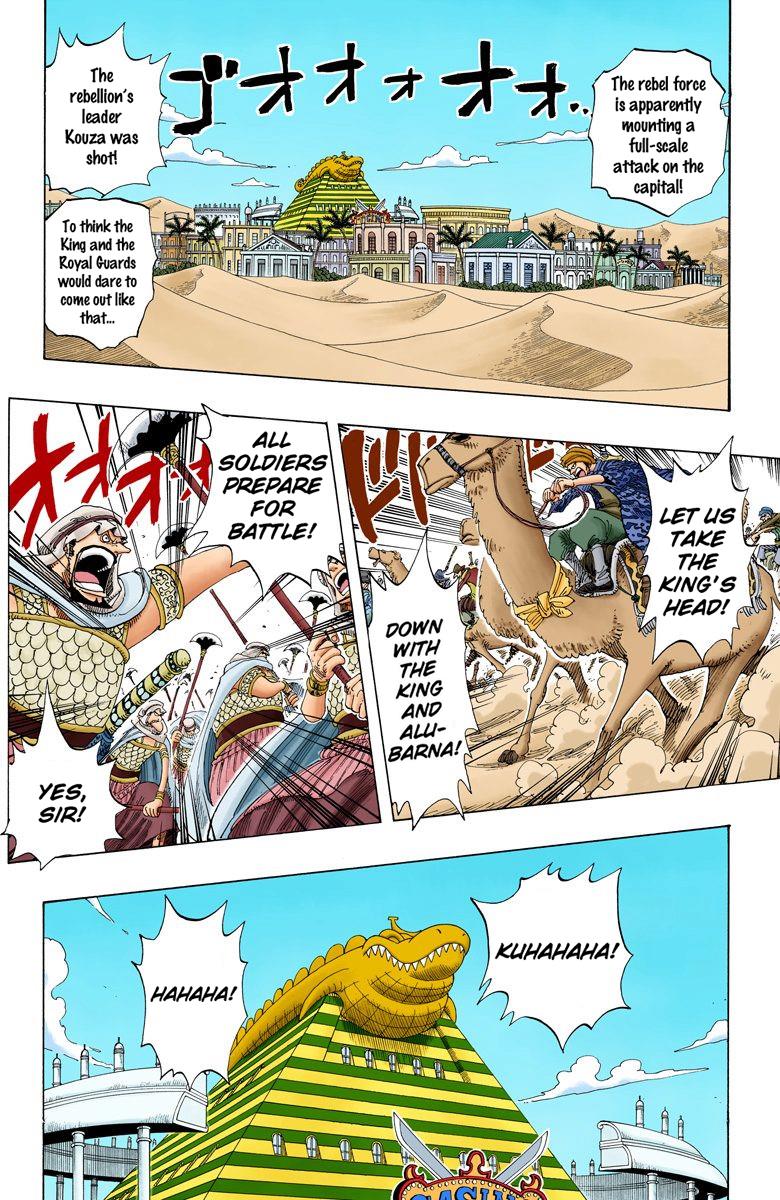 The
rebellion's
leader
Kouza was
shot!
ゴオオォオォ..
The rebel force
is apparently
mounting a
full-scale
attack on the
capital!
To think the
King and the
Royal Guards
would dare to
come out like
that...
オオオォ
ALL
SOLDIERS
PREPARE
FOR
BATTLE!
YES,
SIR!
ドドド
LET US
TAKE
THE
KING'S
HEAD!
DOWN
WITH
THE
KING
AND
ALU-
BARNA!
HAHAHA!
KUHAHAHA!